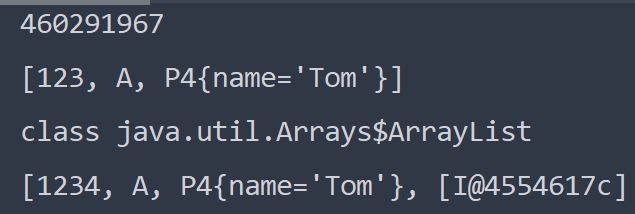 460291967
[123, A, P4{name='Tom'}]
class java.util.Arrays$ArrayList
[1234, A, P4{name='Tom'}, [I@4554617c]